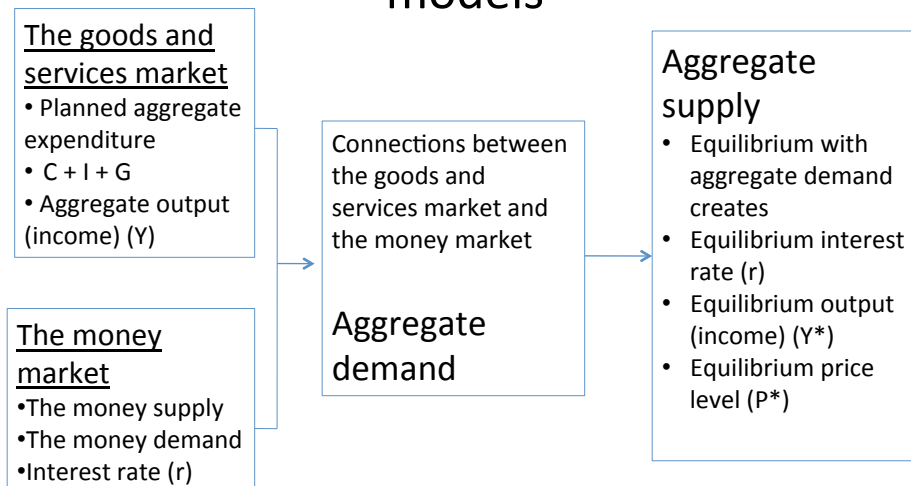 models
The goods and
services market
• Planned aggregate
expenditure
• C + I + G
• Aggregate output
(income) (Y)
The money
market
•The money supply
•The money demand
•Interest rate (r)
Connections between
the goods and
services market and
the money market
Aggregate
demand
Aggregate
supply
• Equilibrium with
aggregate demand
creates
• Equilibrium interest
rate (r)
• Equilibrium output
(income) (Y*)
• Equilibrium price
level (P*)